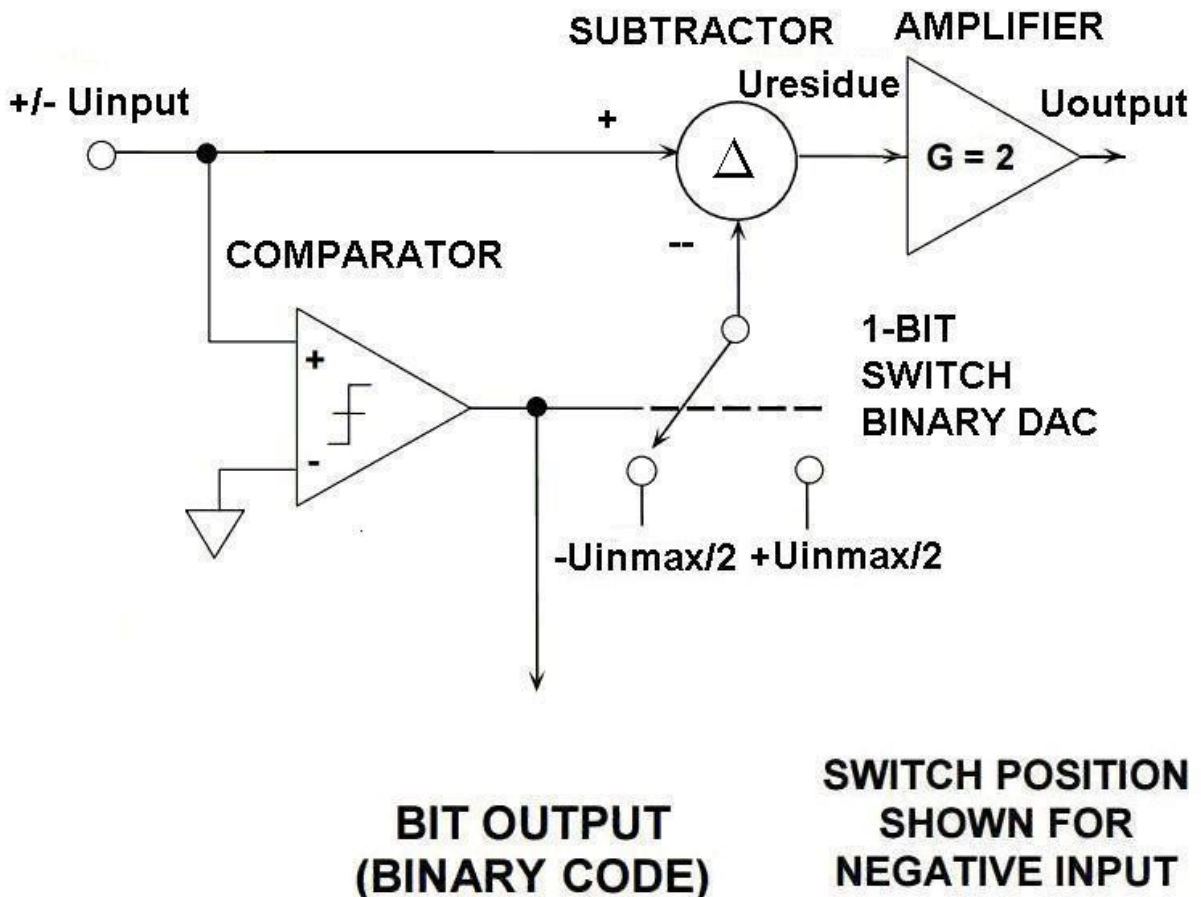 SUBTRACTOR
AMPLIFIER
+/- Uinput
+
Uresidue
Uoutput
Δ
G = 2
--
COMPARATOR
+
-
1-BIT
SWITCH
BINARY DAC
-Uinmax/2
+Uinmax/2
BIT OUTPUT
(BINARY CODE)
SWITCH POSITION
SHOWN FOR
NEGATIVE INPUT